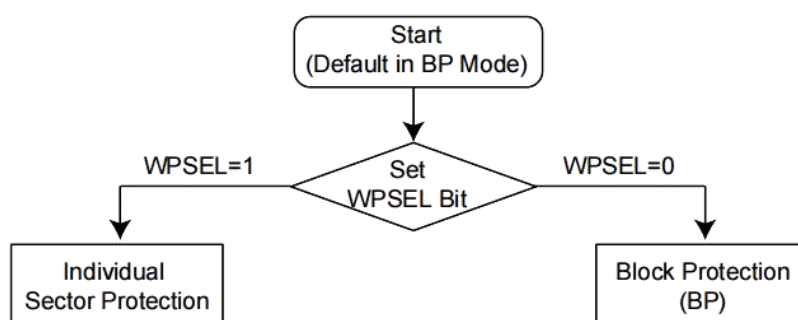 Start
(Default in BP Mode)
Set
WPSEL Bit
WPSEL=1
WPSEL=0
Individual
Sector Protection
Block Protection
(BP)